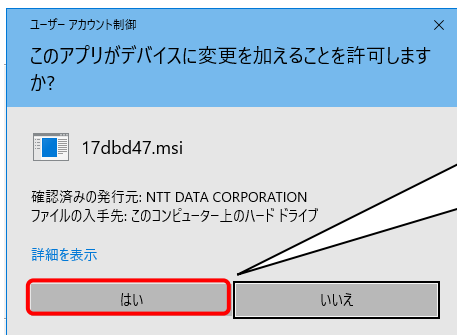 ユーザー アカウント制御
このアプリがデバイスに変更を加えることを許可します
か?
17dbd47.msi
確認済みの発行元: NTT DATA CORPORATION
ファイルの入手先: このコンピューター上のハード ドライブ
詳細を表示
はい
いいえ